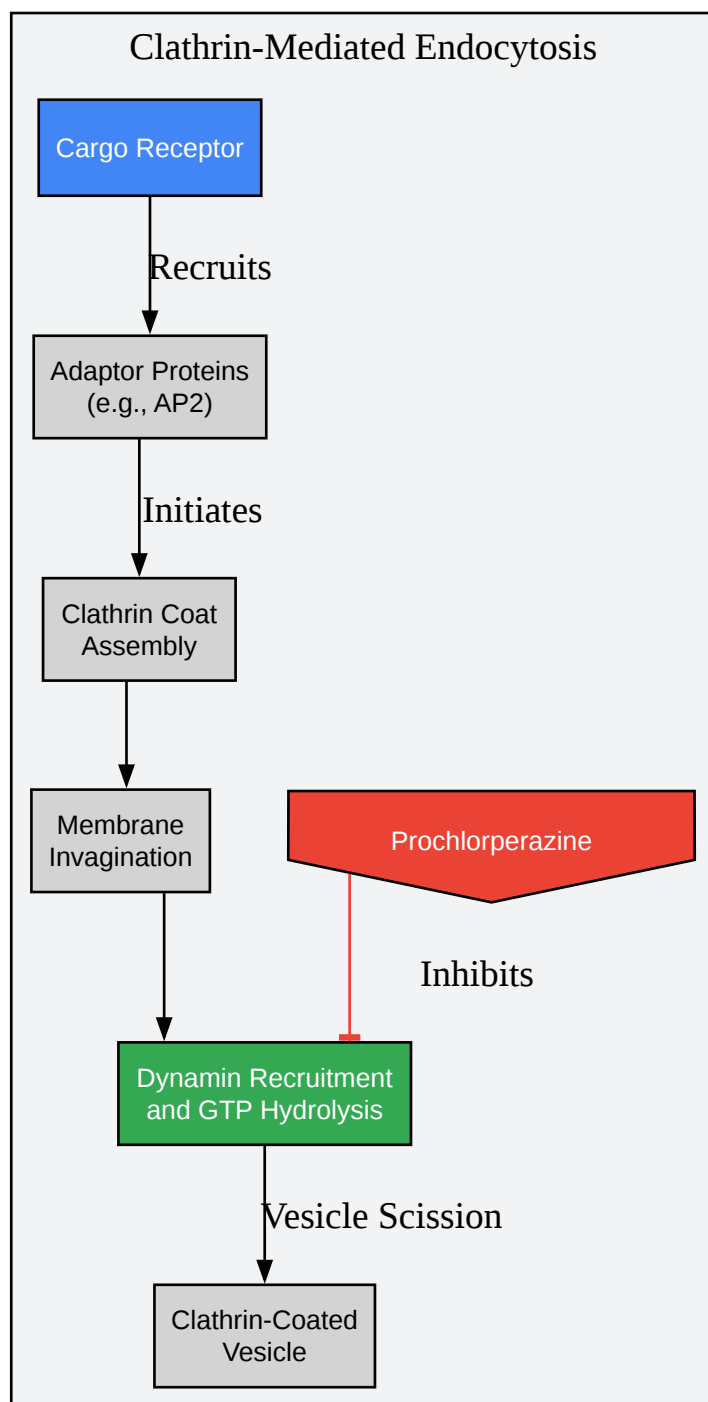 Clathrin-Mediated Endocytosis
Cargo Receptor
Recruits
Adaptor Proteins
(e.g., AP2)
Initiates
Clathrin Coat
Assembly
Membrane
Invagination
Prochlorperazine
Inhibits
Dynamin Recruitment
and GTP Hydrolysis
Vesicle Scission
Clathrin-Coated
Vesicle